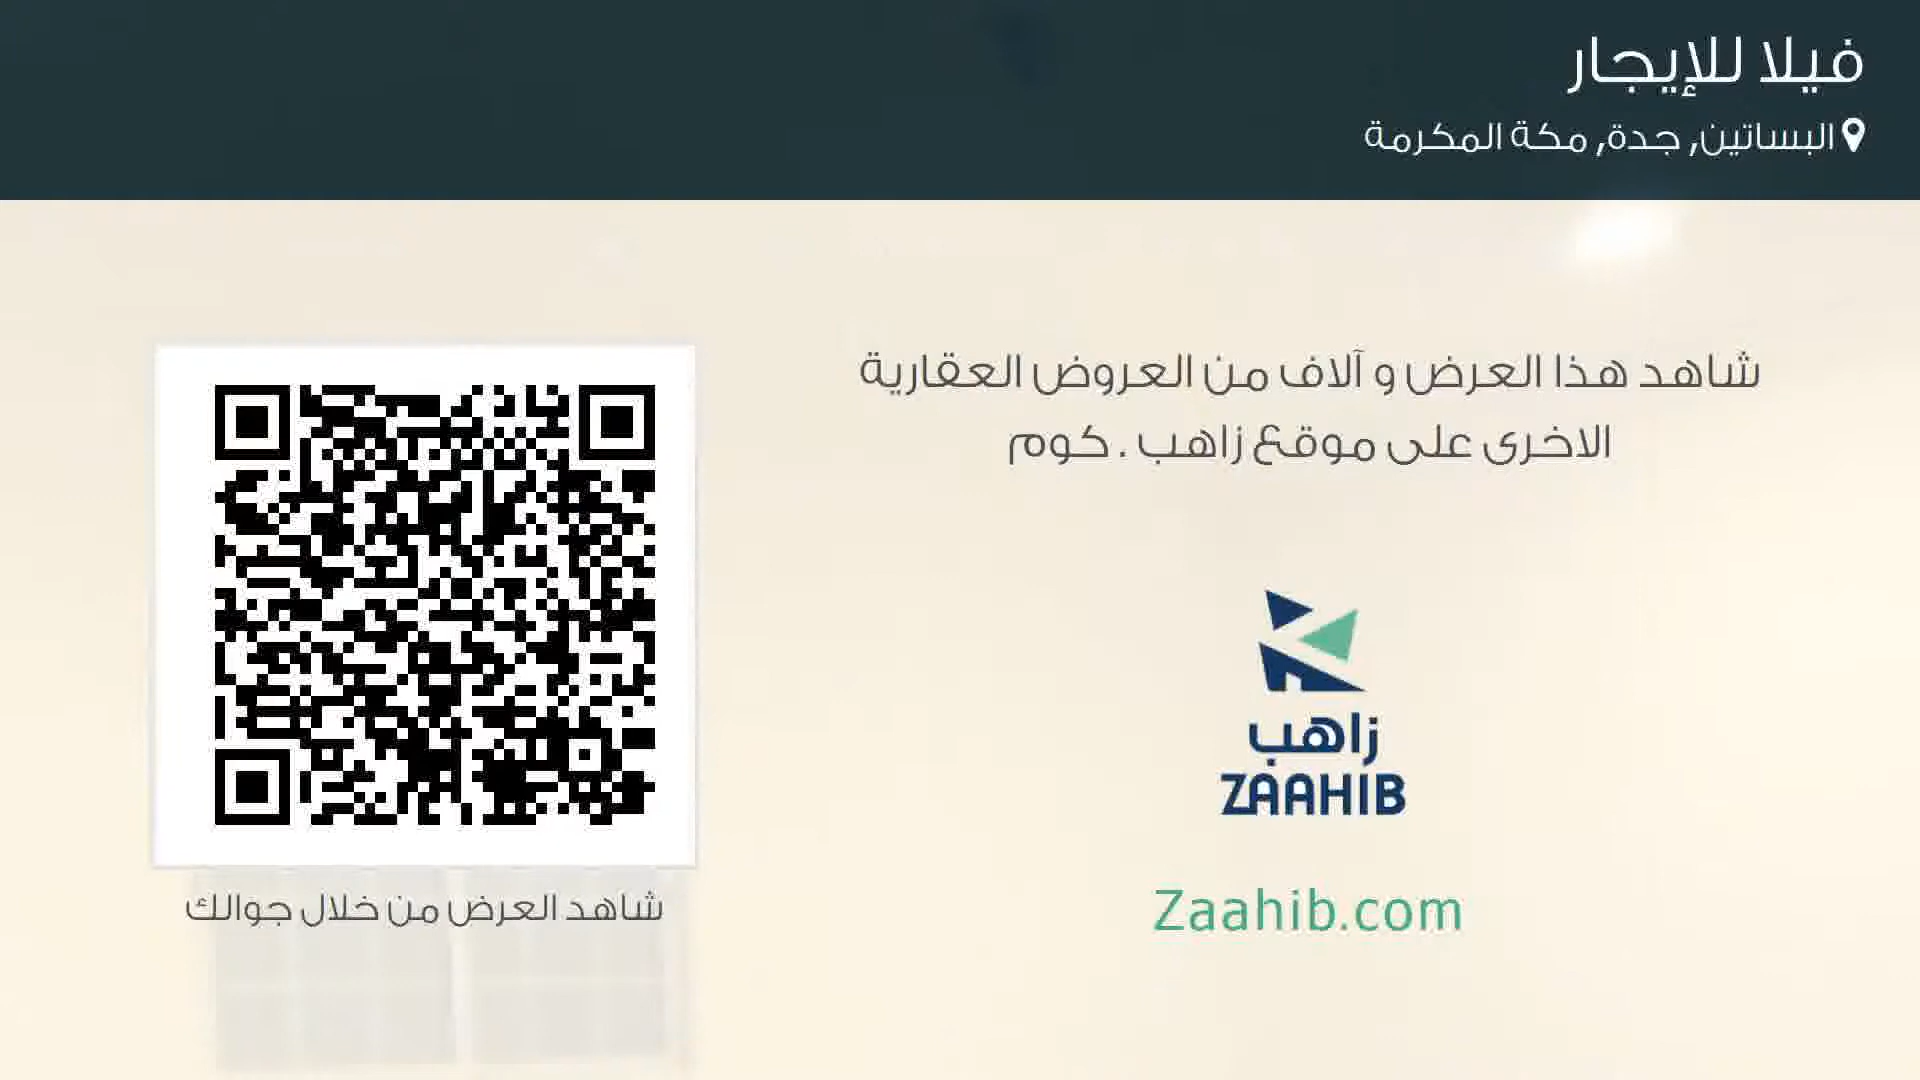 فيلا للإيجار
البساتين, جدة, مكة المكرمة
شاهد هذا العرض و آلاف من العروض العقارية
الاخرى على موقع زاهب . كوم
زاهب
ZAAHIB
Zaahib.com
شاهد العرض من خلال جوالك